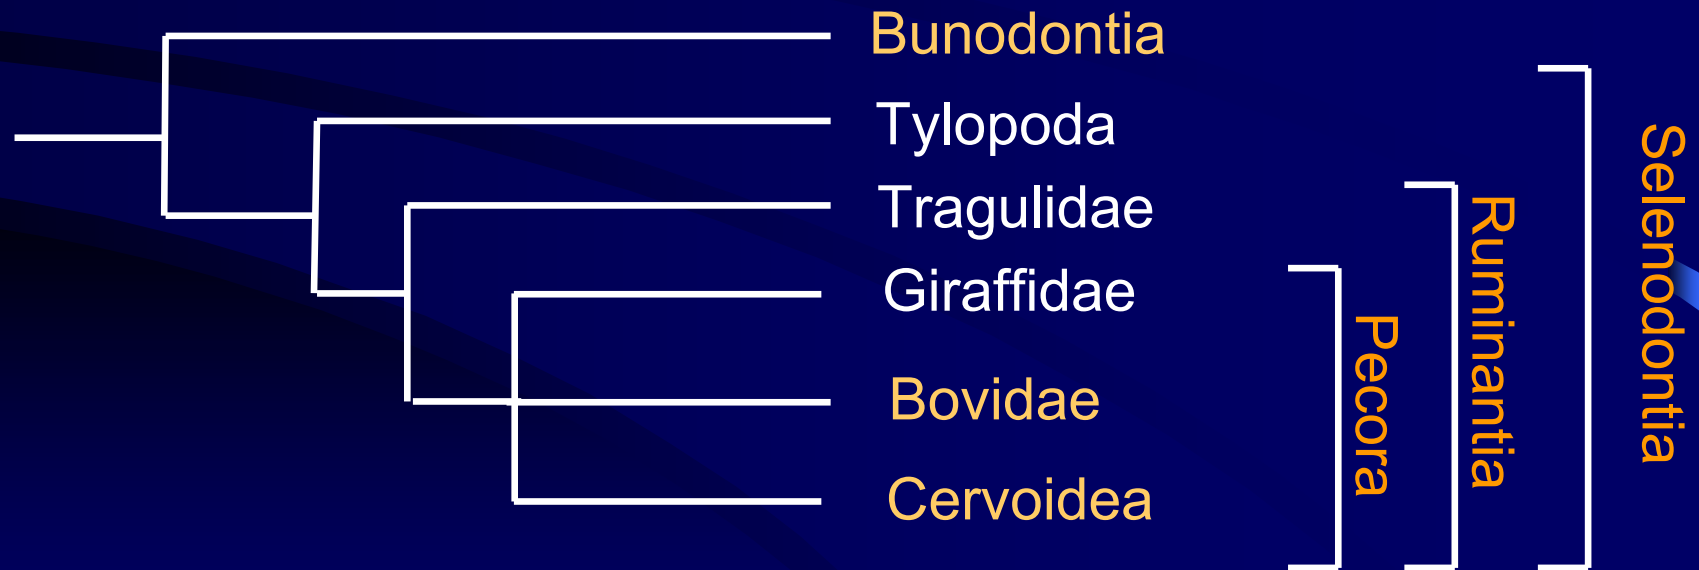 Bunodontia
Tylopoda
Tragulidae
Giraffidae
Bovidae
Cervoidea
Pecora
Ruminantia
Selenodontia